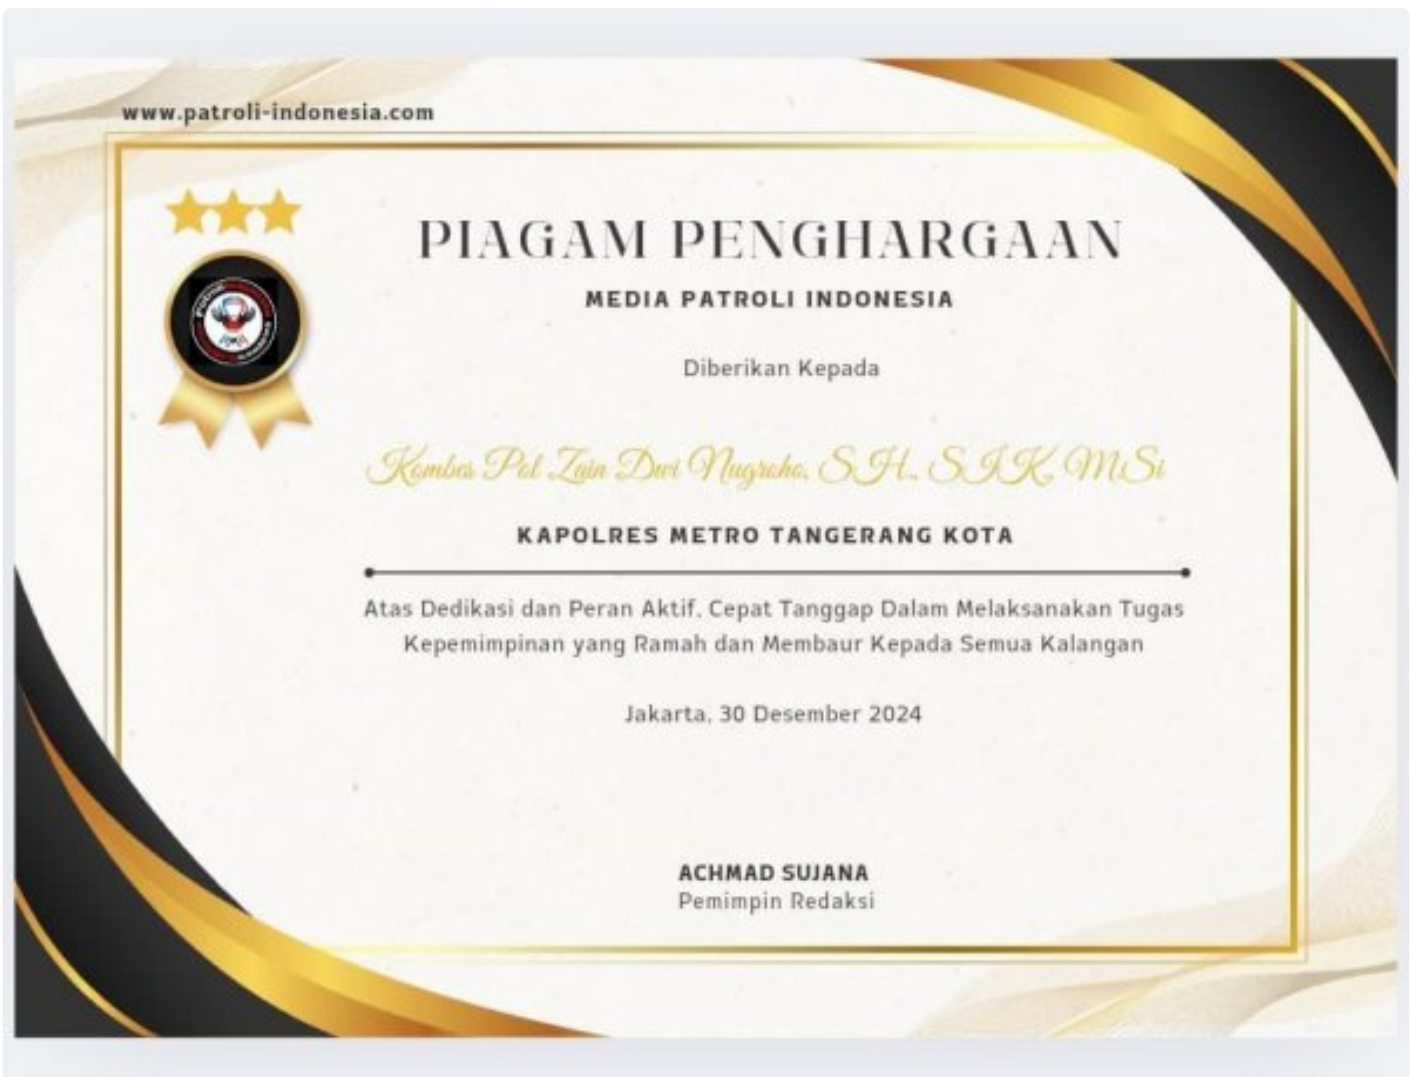 www.patroli-indonesia.com
PIAGAM PENGHARGAAN
MEDIA PATROLI INDONESIA
Diberikan Kepada
Kombes Pol Zain Dwi Nugroho, S.H., S.I.K, M.Si
KAPOLRES METRO TANGERANG KOTA
Atas Dedikasi dan Peran Aktif, Cepat Tanggap Dalam Melaksanakan Tugas
Kepemimpinan yang Ramah dan Membaur Kepada Semua Kalangan
Jakarta, 30 Desember 2024
ACHMAD SUJANA
Pemimpin Redaksi